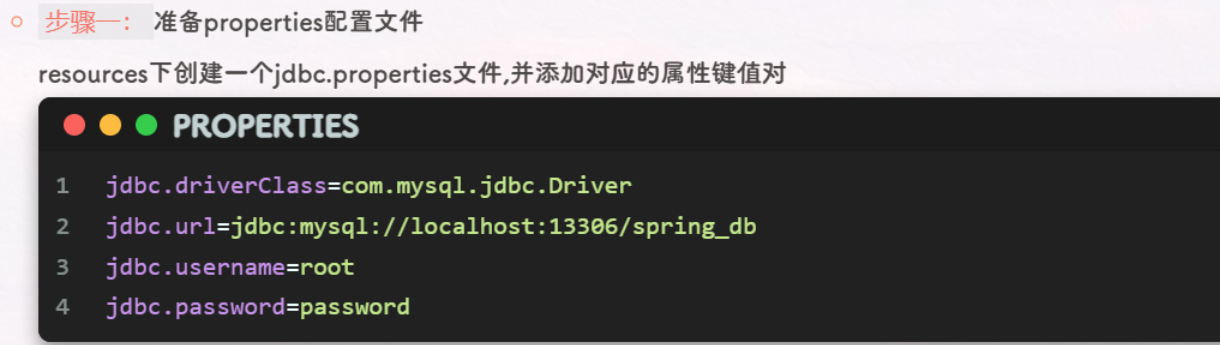 步骤一：准备properties配置文件
resources下创建一个jdbc.properties文件,并添加对应的属性键值对
PROPERTIES
1 jdbc.driverClass=com.mysql.jdbc.Driver
2 jdbc.url=jdbc:mysql://localhost:13306/spring_db
3 jdbc.username=root
4 jdbc.password=password